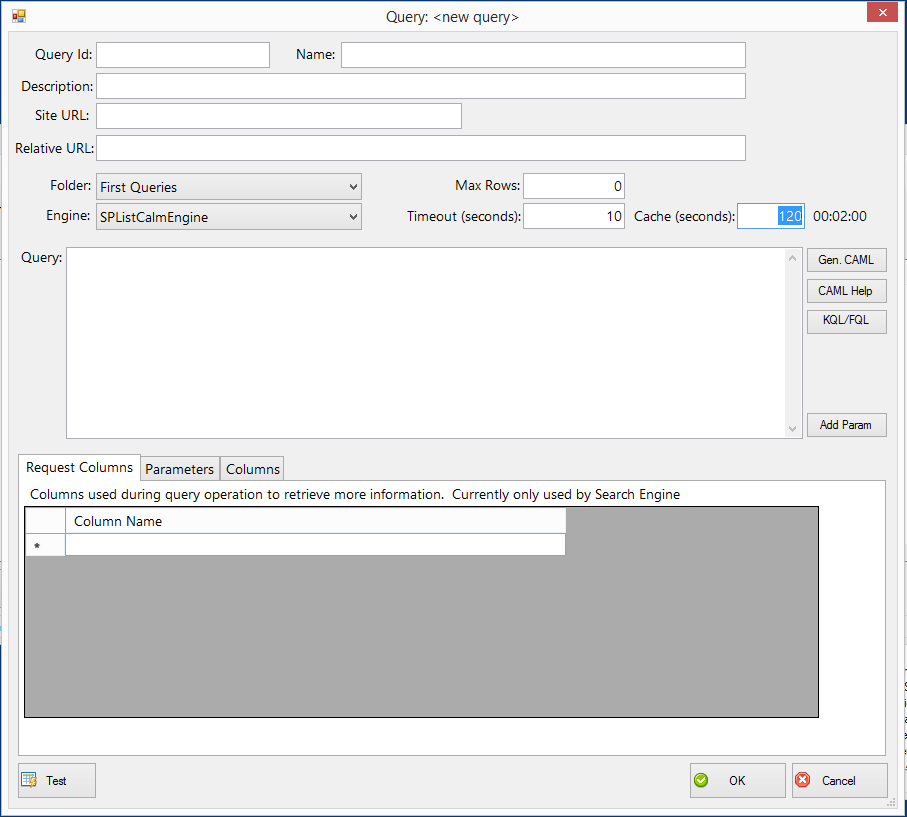 Query: <new query>
Query Id: Name:
Description:
Site URL:
Relative URL:
Folder: First Queries Max Rows: 0
Engine: SPListCalmEngine Timeout (seconds): 10 Cache (seconds): 120 00:02:00
Query:
Gen. CAML
CAML Help
KQL/FQL
Add Param
Request Columns Parameters Columns
Columns used during query operation to retrieve more information. Currently only used by Search Engine
Column Name
*
Test OK Cancel